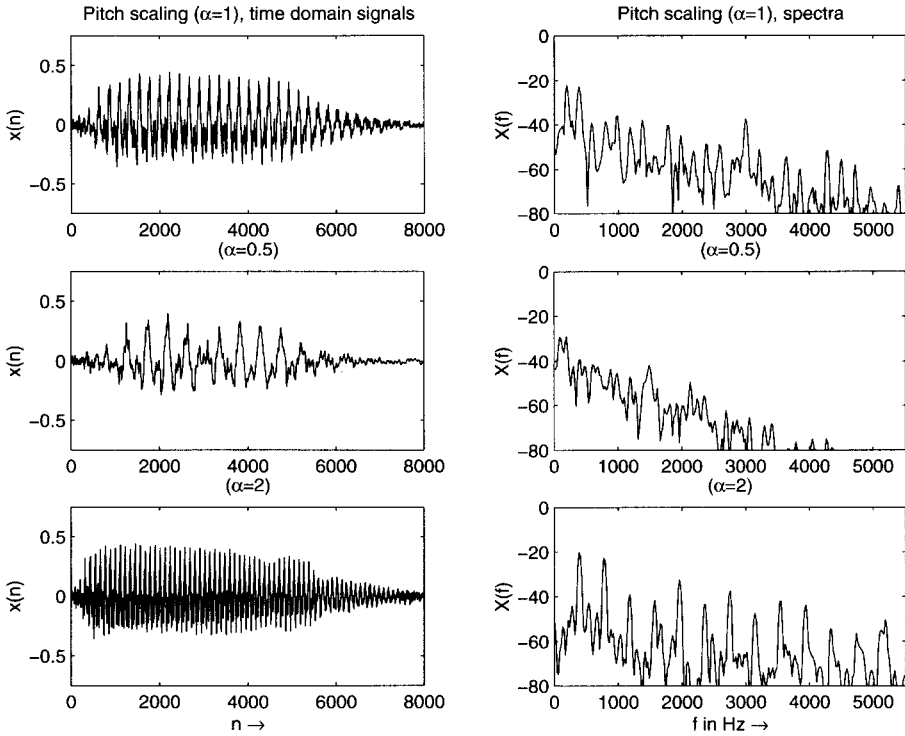 Pitch scaling (α=1), time domain signals
x(n)
0.5
0
−0.5
0 2000 4000 6000 8000
(α=0.5)
x(n)
0.5
0
−0.5
0 2000 4000 6000 8000
(α=2)
x(n)
0.5
0
−0.5
0 2000 4000 6000 8000
n →
Pitch scaling (α=1), spectra
X(f)
0
−20
−40
−60
−80
0 1000 2000 3000 4000 5000
(α=0.5)
X(f)
0
−20
−40
−60
−80
0 1000 2000 3000 4000 5000
(α=2)
X(f)
0
−20
−40
−60
−80
0 1000 2000 3000 4000 5000
f in Hz →